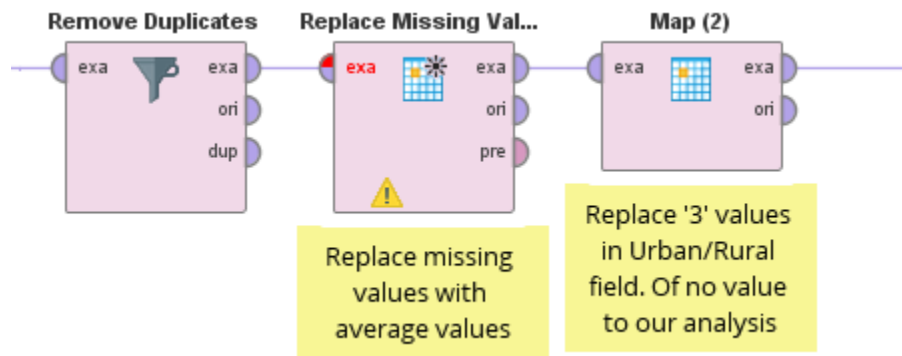 Remove Duplicates
exa
exa
ori
dup
Replace Missing Val...
exa
exa
ori
pre
Replace missing
values with
average values
Map (2)
exa
exa
ori
Replace '3' values
in Urban/Rural
field. Of no value
to our analysis